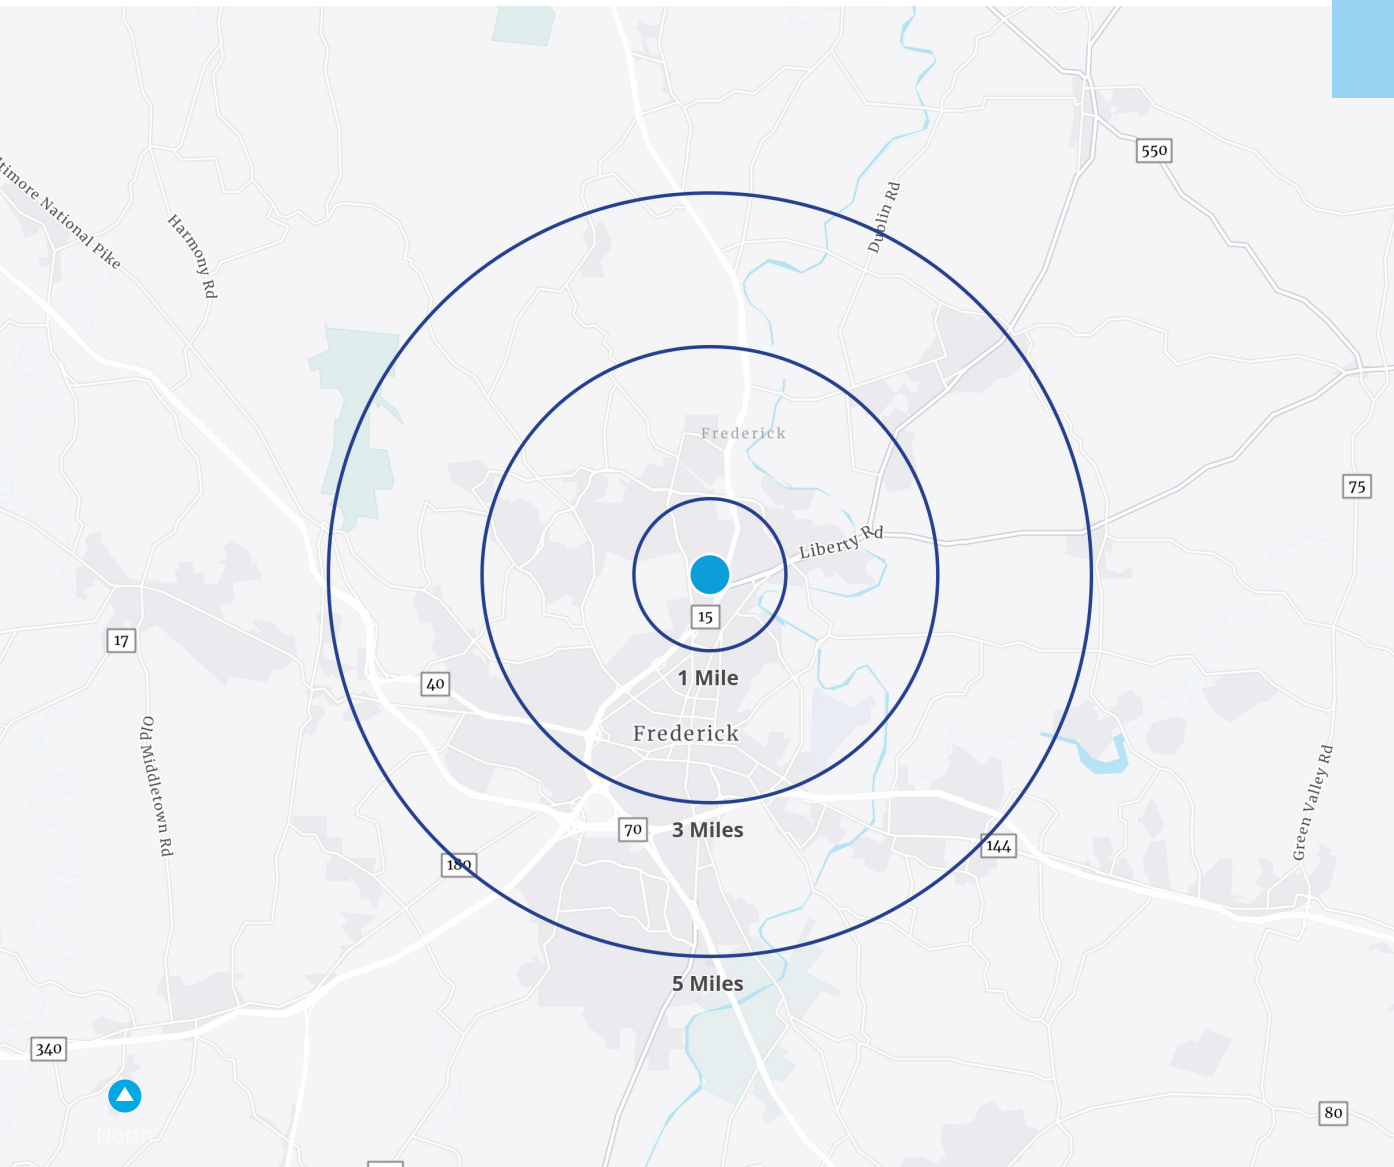 550
Dublin Rd
timore National Pike
Harmony Rd
Frederick
75
Liberty Rd
15
17
1 Mile
40
Frederick
Old Middletown Rd
Green Valley Rd
70
3 Miles
144
180
5 Miles
340
80
North